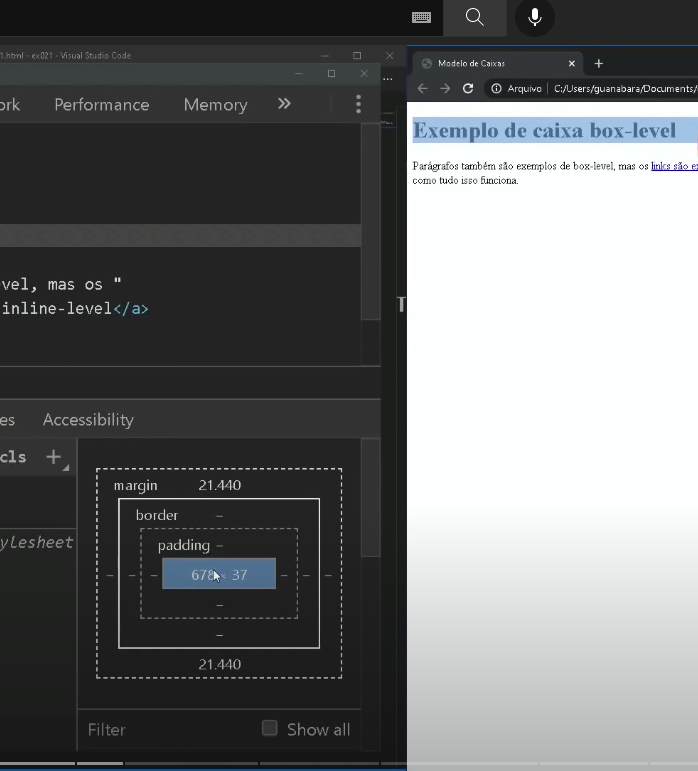 1.html - ex021 - Visual Studio Code
Modelo de Caixas
Arquivo
C:/Users/guanabara/Documents/
ork
Performance
Memory
»
vel, mas os "
inline-level</a>
es
Accessibility
cls
+
ylesheet
margin
21.440
border
–
padding
–
–
–
–
678 × 37
–
–
–
–
–
21.440
Filter
Show all
Exemplo de caixa box-level
Parágrafos também são exemplos de box-level, mas os links são ex
como tudo isso funciona.
T